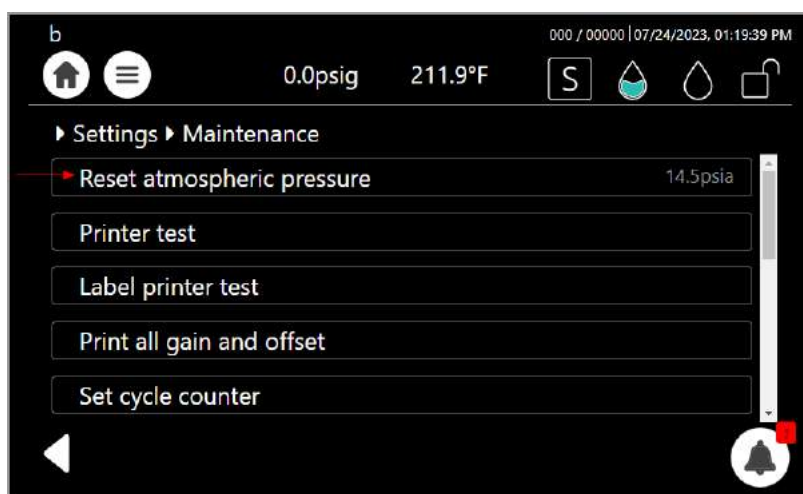 b
000 / 00000 | 07/24/2023, 01:19:39 PM
0.0psig 211.9°F S
Settings Maintenance
Reset atmospheric pressure 14.5psia
Printer test
Label printer test
Print all gain and offset
Set cycle counter